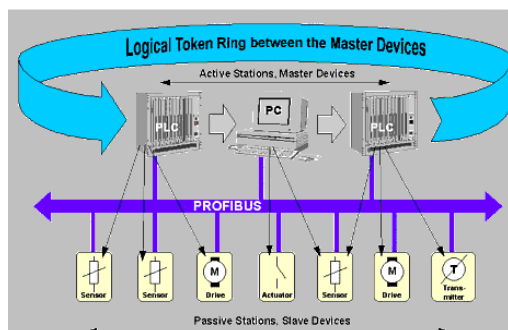 Logical Token Ring between the Master Devices
Active Stations, Master Devices
PLC
PC
PLC
PROFIBUS
M
M
T
Sensor
Sensor
Drive
Actuator
Sensor
Drive
Trans-
mitter
Passive Stations, Slave Devices